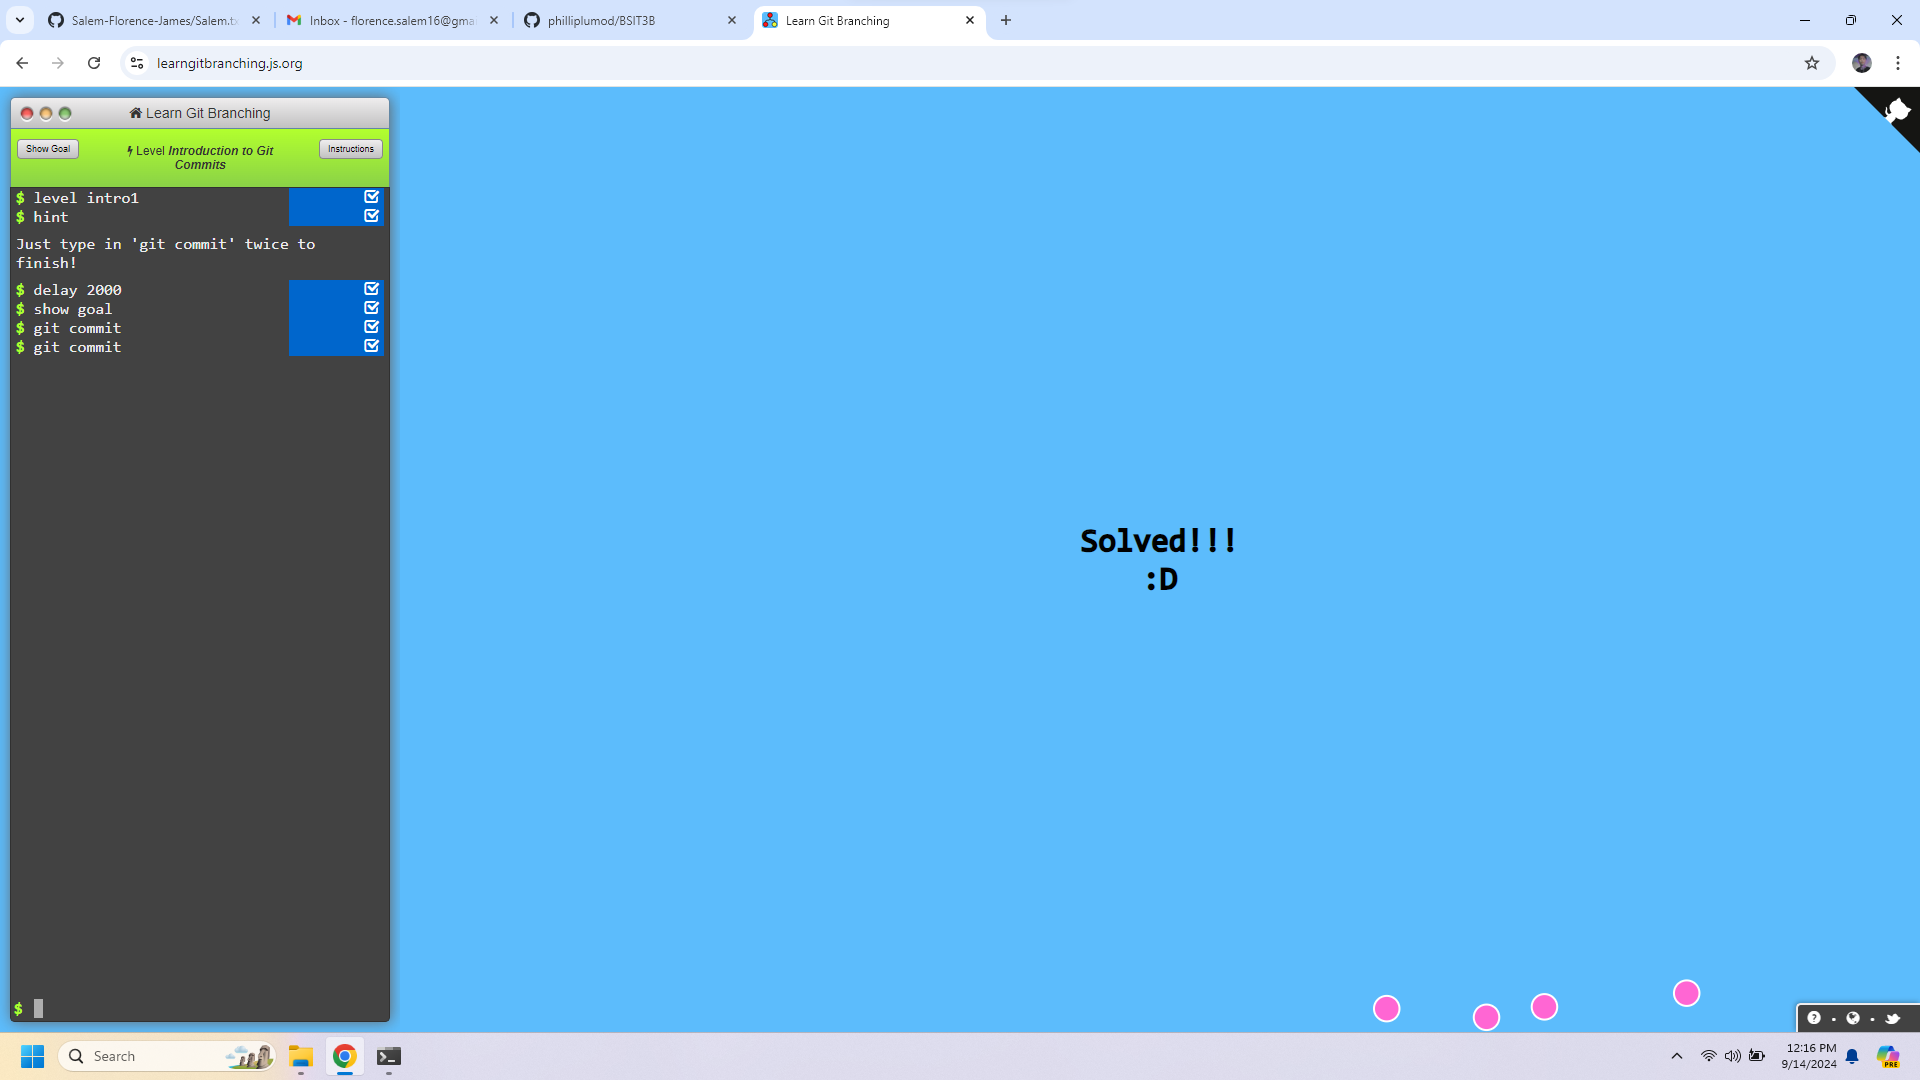 Salem-Florence-James/Salem.t
Inbox - florence.salem16@gma
philliplumod/BSIT3B
Learn Git Branching
learngitbranching.js.org
Learn Git Branching
Show Goal
Level Introduction to Git
Commits
Instructions
$ level intro1
$ hint
Just type in 'git commit' twice to
finish!
$ delay 2000
$ show goal
$ git commit
$ git commit
Solved!!!
:D
$
Search
12:16 PM
9/14/2024
PRE